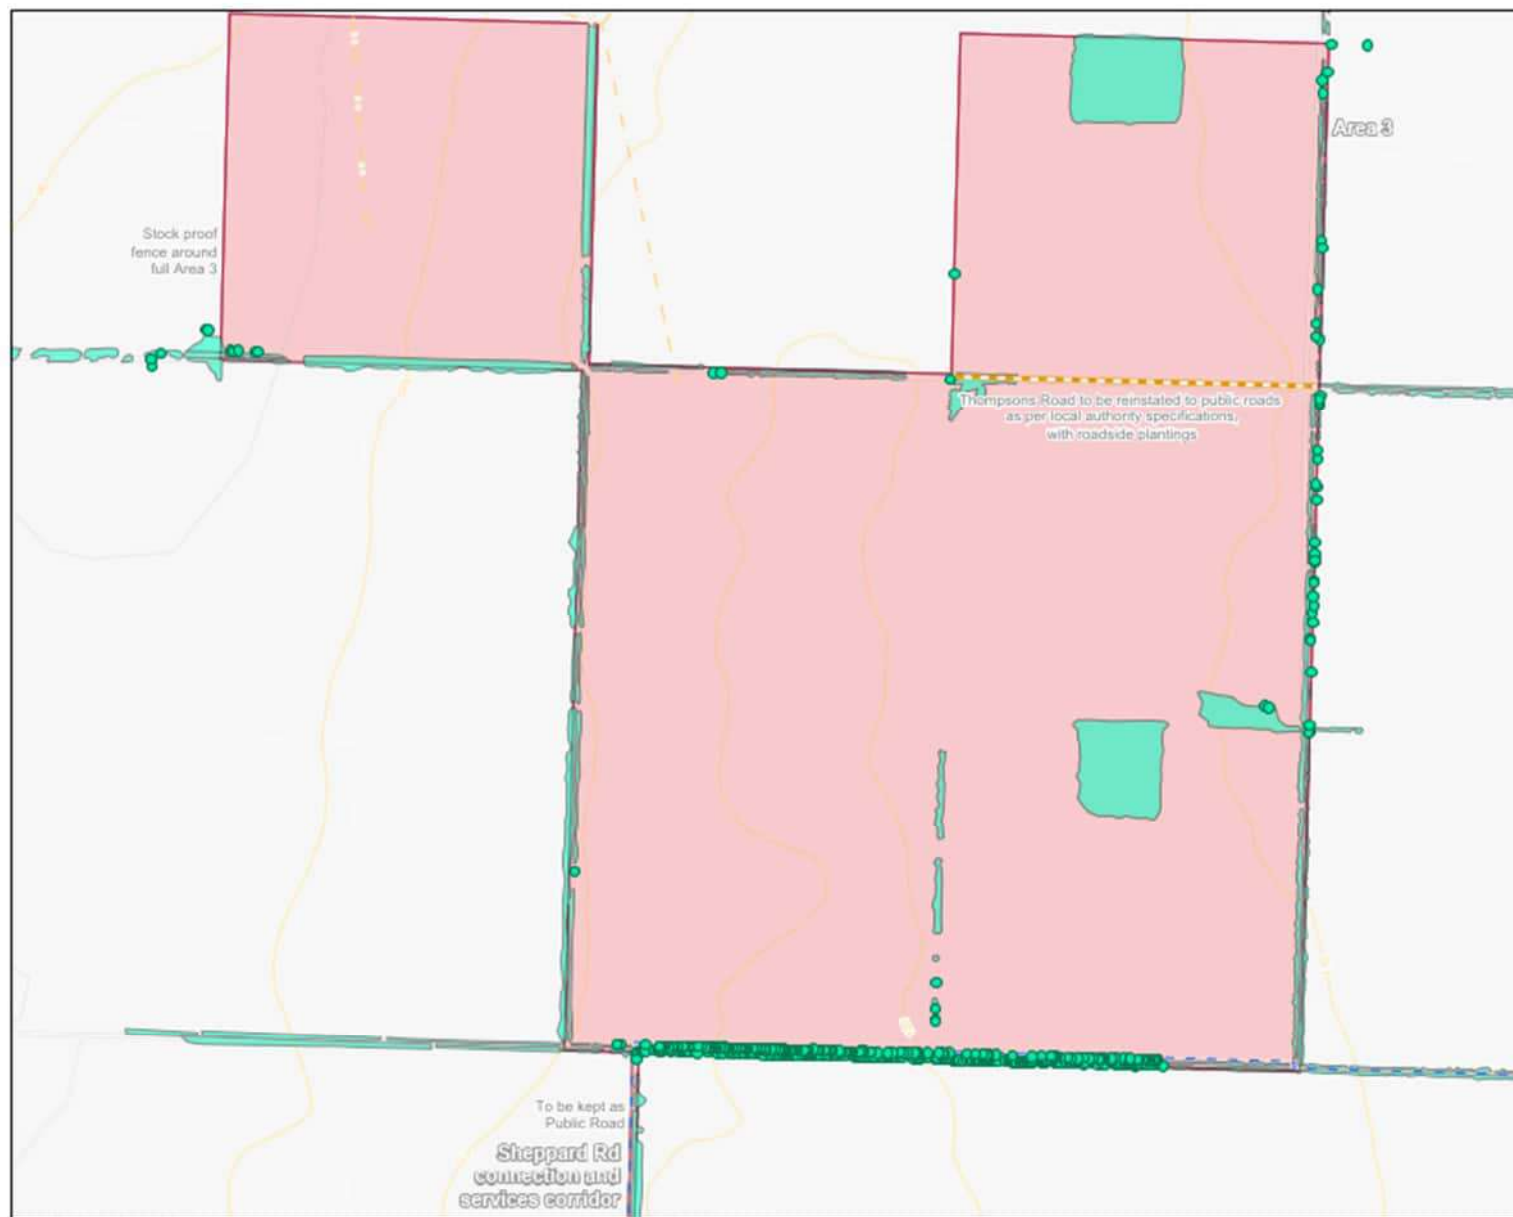 Area 3
Stock proof
fence around
full Area 3
Thompsons Road to be reinstated to public roads
as per local authority specifications,
with roadside plantings
To be kept as
Public Road
Sheppard Rd
connection and
services corridor